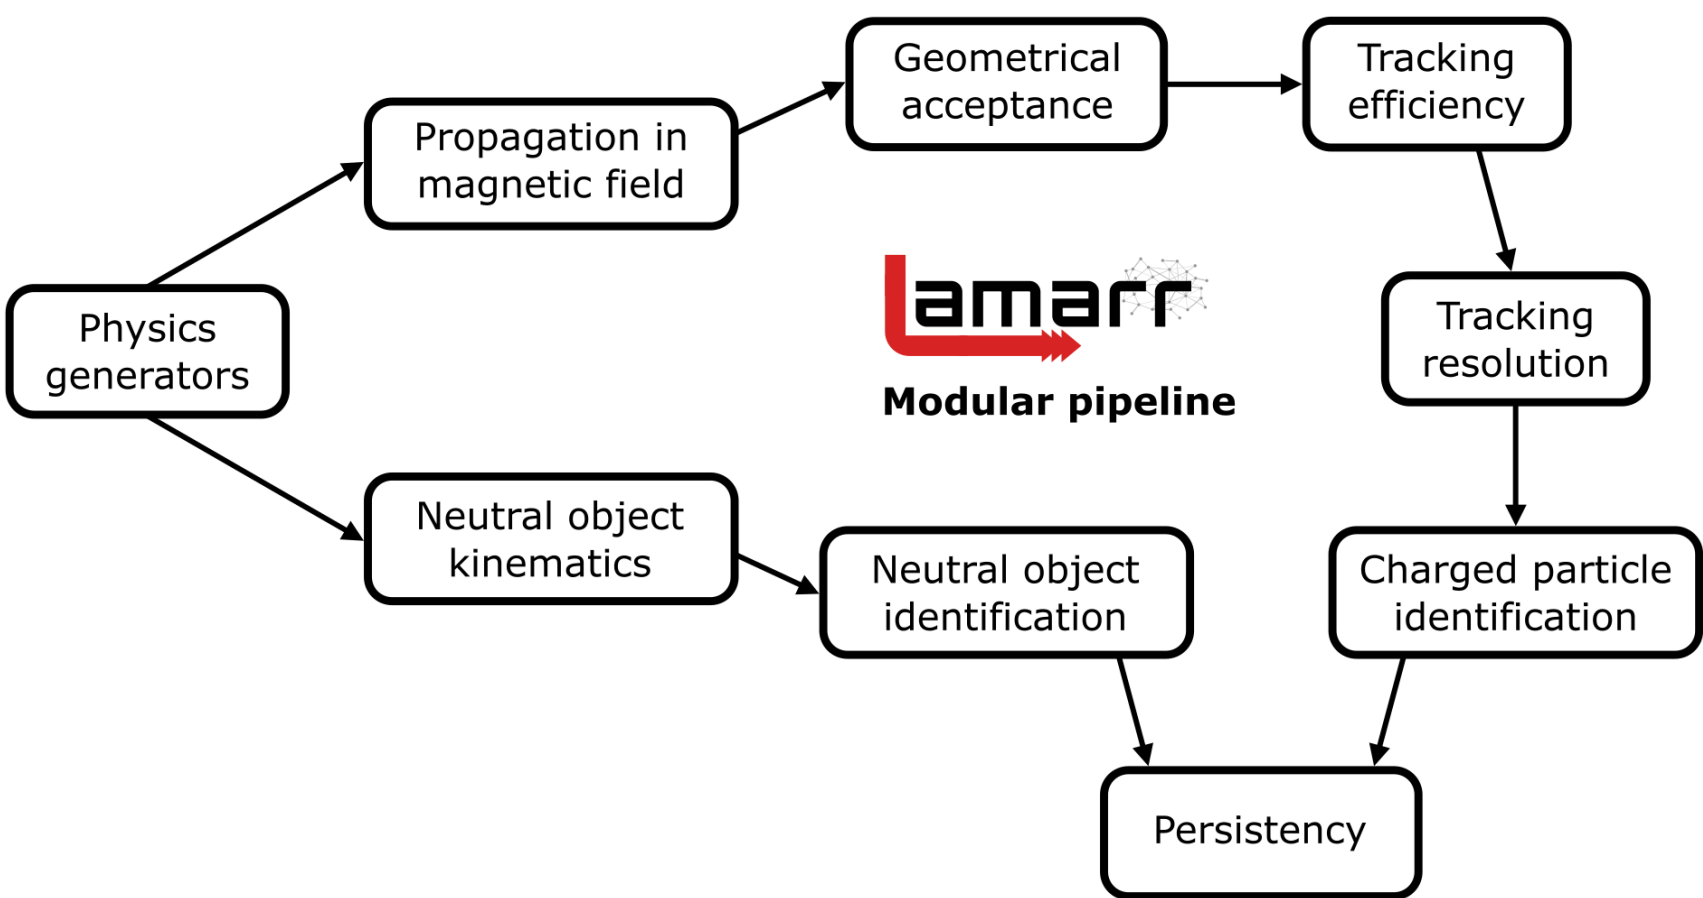 Geometrical
acceptance
Tracking
efficiency
Propagation in
magnetic field
Physics
generators
Lamarr
Modular pipeline
Tracking
resolution
Neutral object
kinematics
Neutral object
identification
Charged particle
identification
Persistency